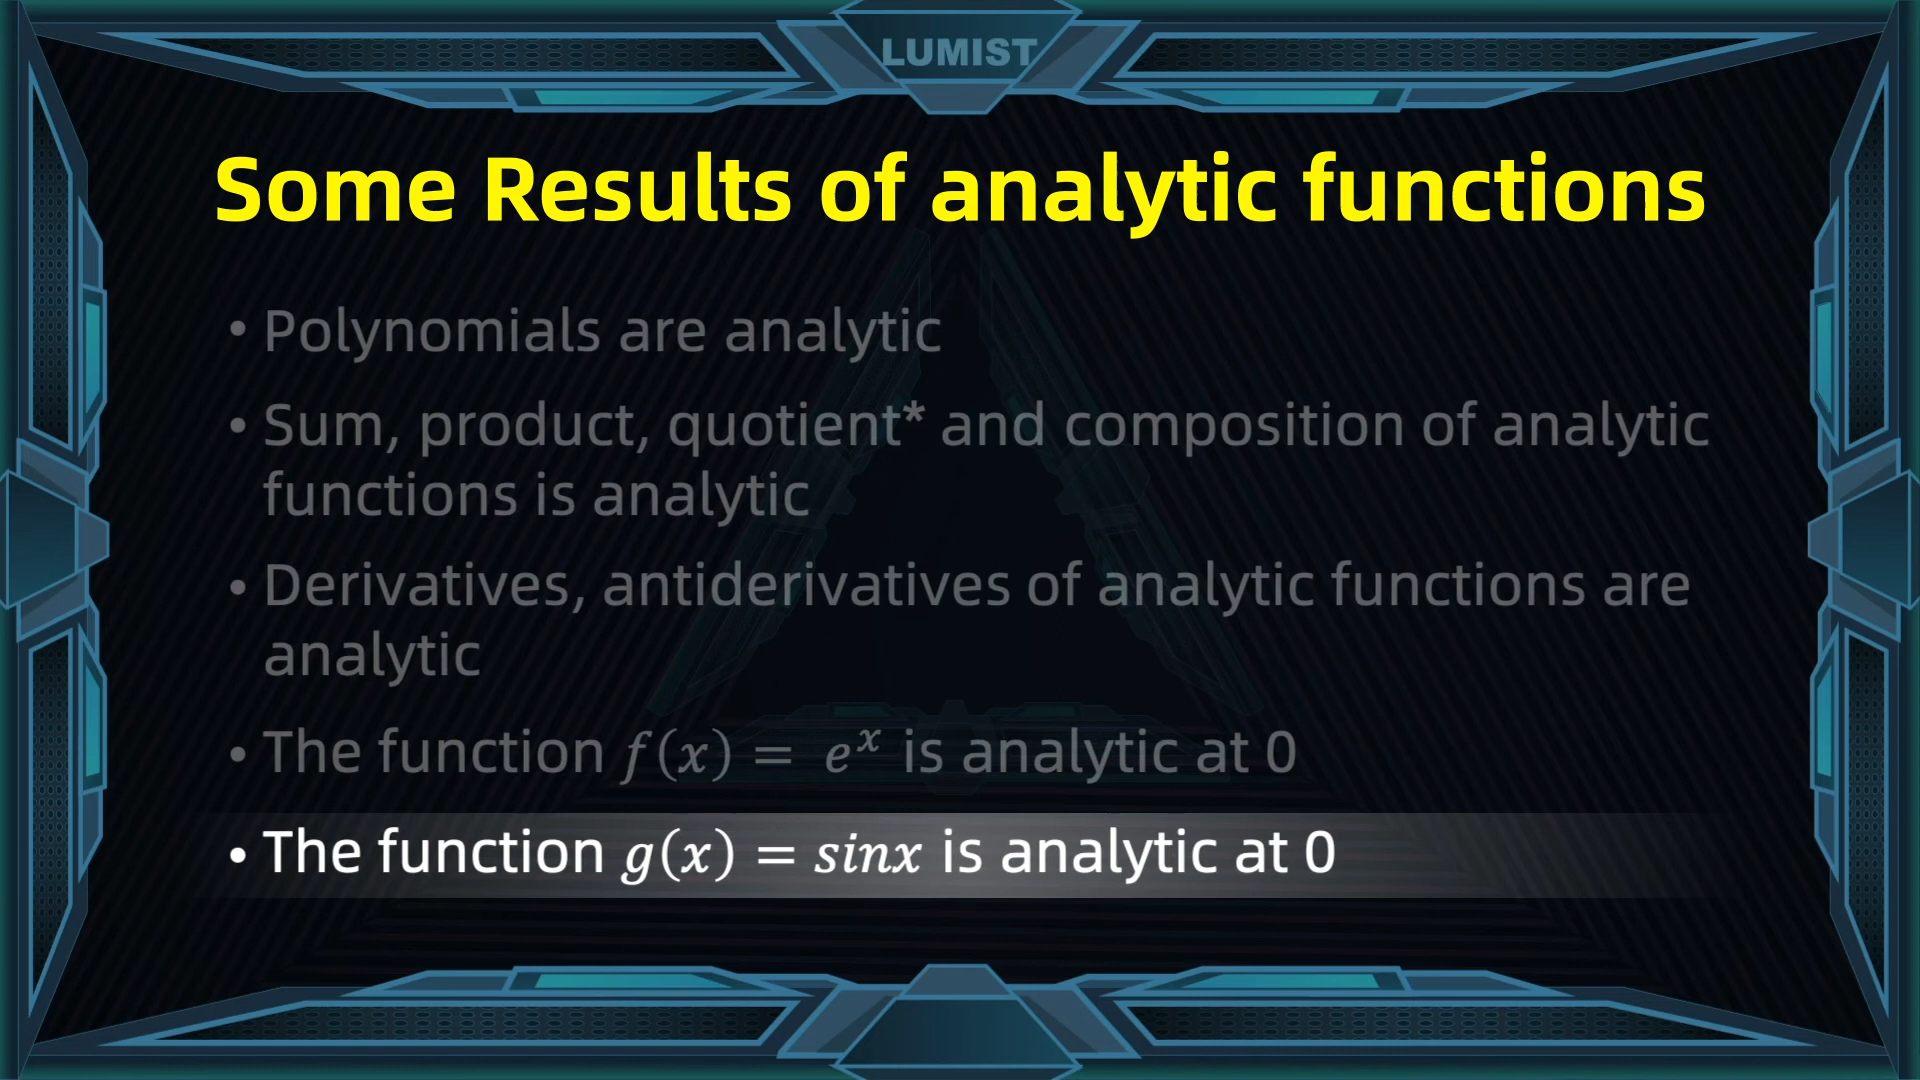 LUMIST
Some Results of analytic functions
• Polynomials are analytic
• Sum, product, quotient* and composition of analytic
functions is analytic
• Derivatives, antiderivatives of analytic functions are
analytic
• The function f(x) = eˣ is analytic at 0
• The function g(x) = sinx is analytic at 0